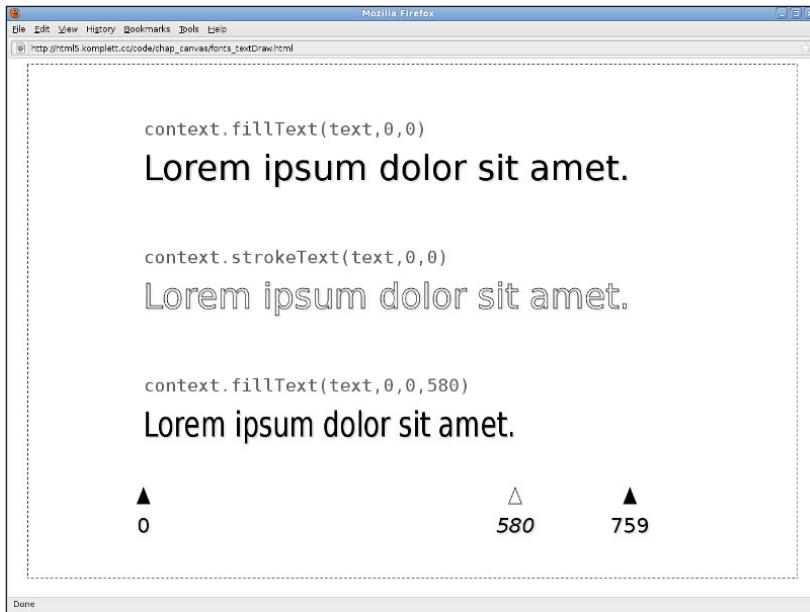 Mozilla Firefox
File Edit View History Bookmarks Tools Help
http://html5.komplett.cc/code/chap_canvas/fonts_textDraw.html
context.fillText(text,0,0)
Lorem ipsum dolor sit amet.
context.strokeText(text,0,0)
Lorem ipsum dolor sit amet.
context.fillText(text,0,0,580)
Lorem ipsum dolor sit amet.
0 580 759
Done